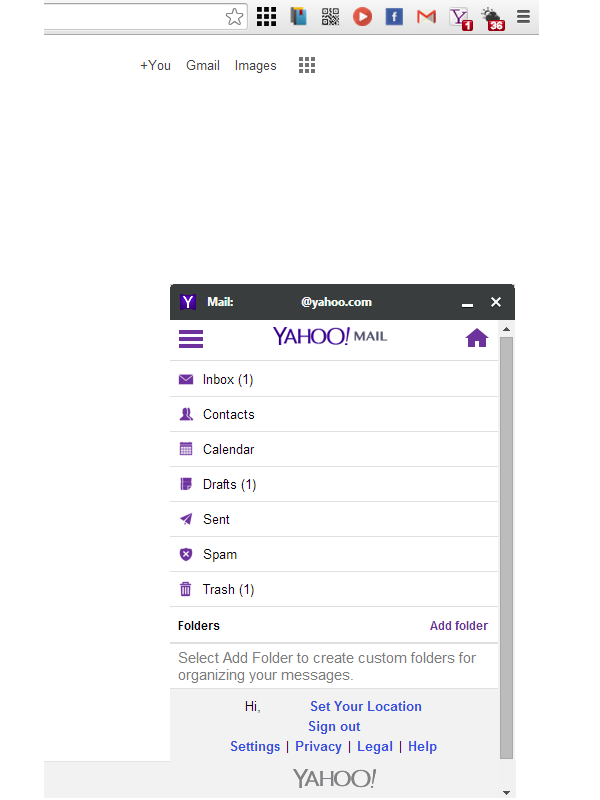 1 36
+You Gmail Images
Y Mail: @yahoo.com
YAHOO! MAIL
Inbox (1)
Contacts
Calendar
Drafts (1)
Sent
Spam
Trash (1)
Folders Add folder
Select Add Folder to create custom folders for
organizing your messages.
Hi, Set Your Location
Sign out
Settings | Privacy | Legal | Help
YAHOO!